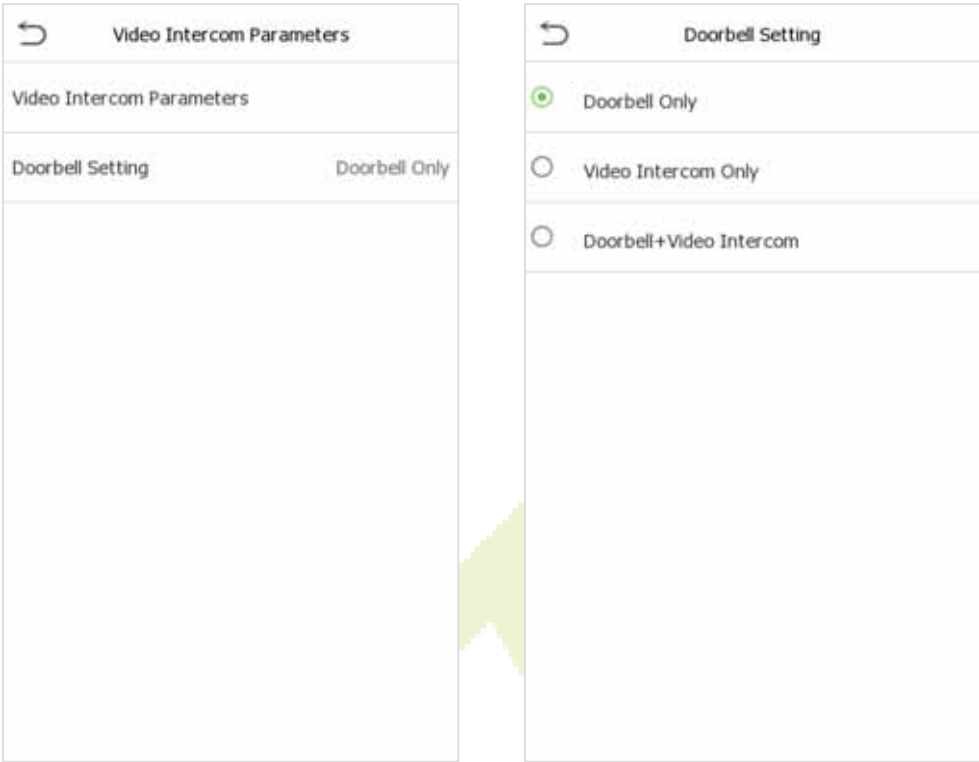 Video Intercom Parameters
Video Intercom Parameters
Doorbell Setting Doorbell Only
Doorbell Setting
Doorbell Only
Video Intercom Only
Doorbell+Video Intercom